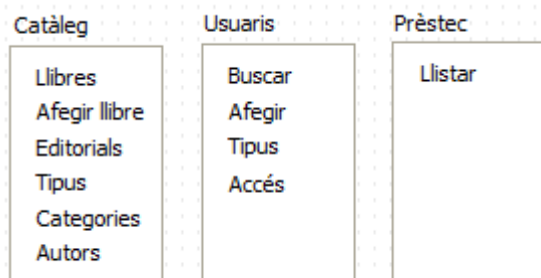 Catàleg
Llibres
Afegir llibre
Editorials
Tipus
Categories
Autors
Usuaris
Buscar
Afegir
Tipus
Accés
Prèstec
Llistar